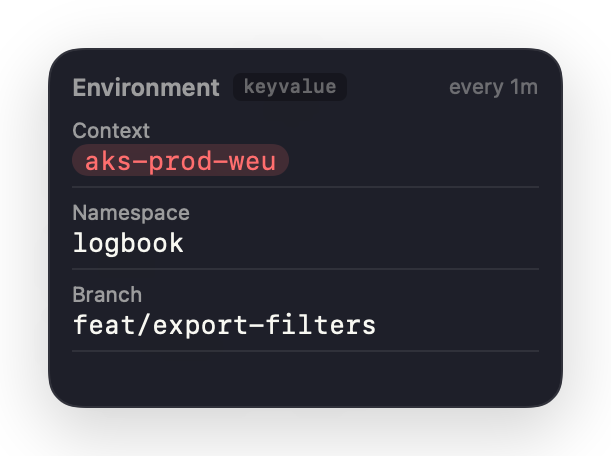 Environment keyvalue every 1m
Context
aks-prod-weu
Namespace
logbook
Branch
feat/export-filters